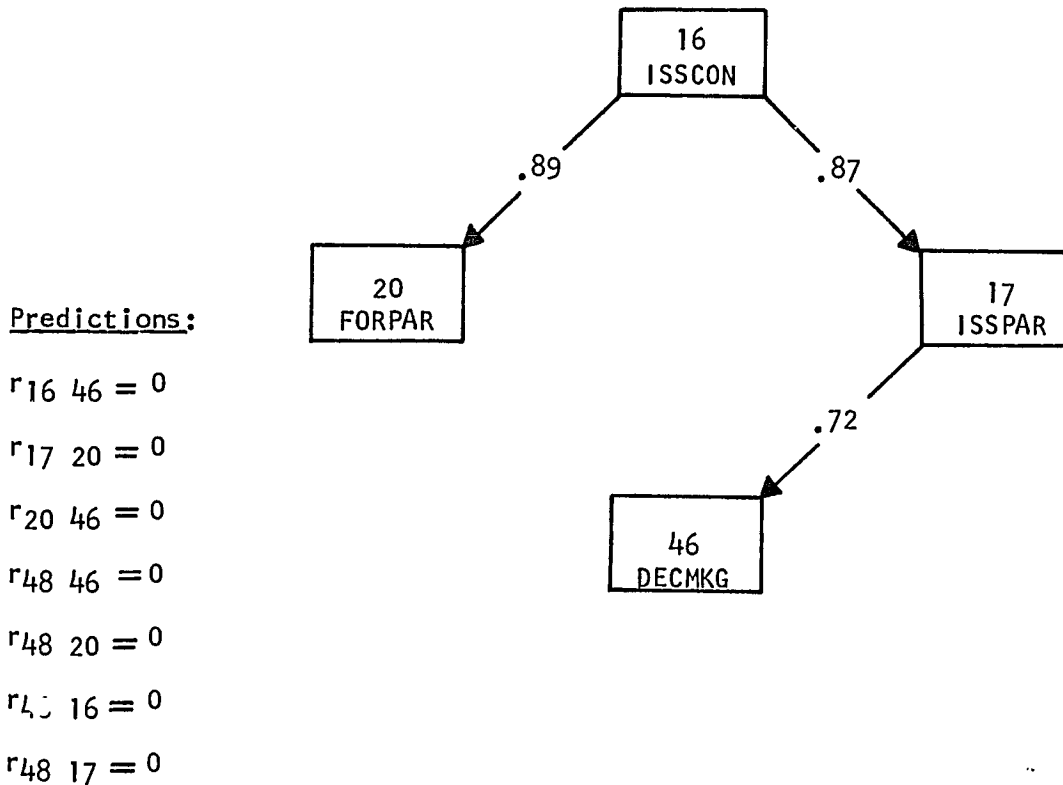 16
ISSCON
.89
.87
20
FORPAR
17
ISSPAR
.72
46
DECMKG
Predictions:
r16 46 = 0
r17 20 = 0
r20 46 = 0
r48 46 = 0
r48 20 = 0
16 = 0
r48 17 = 0